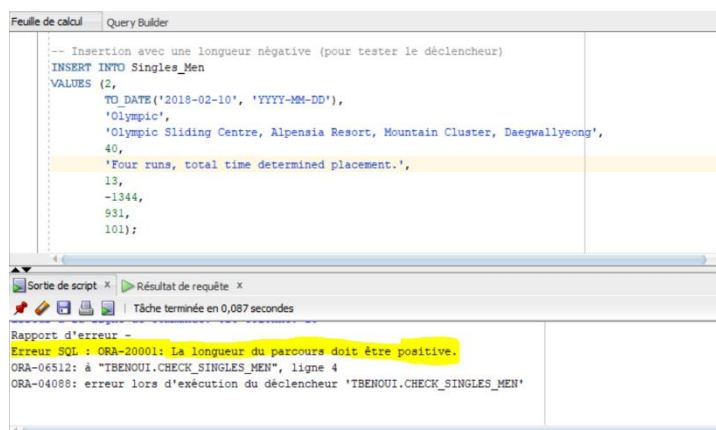 Feuille de calcul Query Builder
-- Insertion avec une longueur négative (pour tester le déclencheur)
INSERT INTO Singles_Men
VALUES (2,
TO_DATE('2018-02-10', 'YYYY-MM-DD'),
'Olympic',
'Olympic Sliding Centre, Alpensia Resort, Mountain Cluster, Daegwallyeong',
40,
'Four runs, total time determined placement.',
13,
-1344,
931,
101);
Sortie de script x Résultat de requête x
Tâche terminée en 0,087 secondes
Rapport d'erreur -
Erreur SQL : ORA-20001: La longueur du parcours doit être positive.
ORA-06512: à "TBENOUI.CHECK_SINGLES_MEN", ligne 4
ORA-04088: erreur lors d'exécution du déclencheur 'TBENOUI.CHECK_SINGLES_MEN'